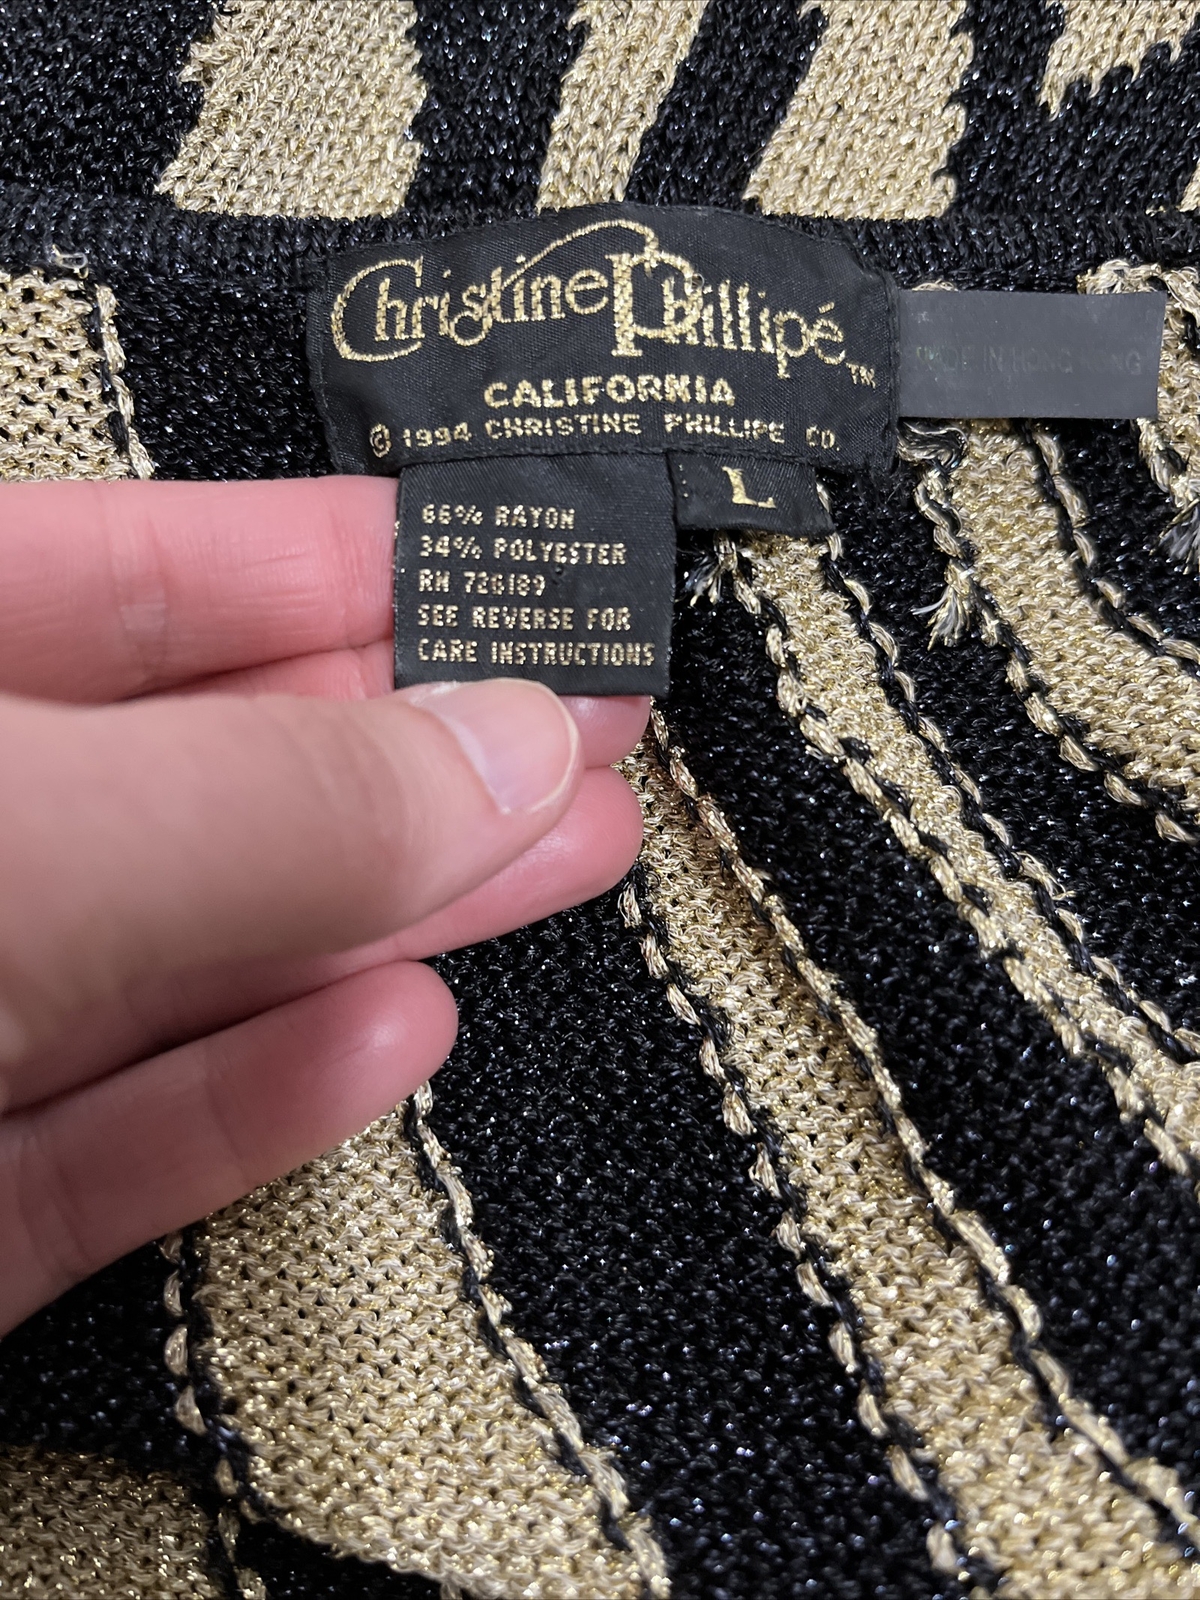 Christine Phillipé™
CALIFORNIA
© 1994 CHRISTINE PHILLIPE CO.
MADE IN HONG KONG
L
66% RAYON
34% POLYESTER
RN 726189
SEE REVERSE FOR
CARE INSTRUCTIONS